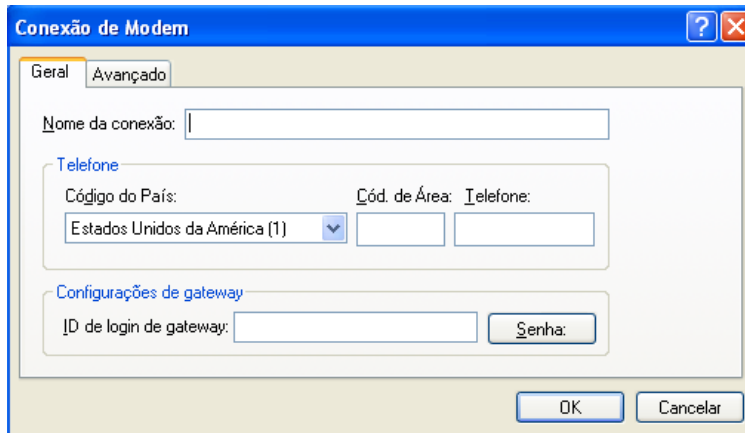 Conexão de Modem
Geral Avançado
Nome da conexão:
Telefone
Código do País: Cód. de Área: Telefone:
Estados Unidos da América (1)
Configurações de gateway
ID de login de gateway: Senha:
OK Cancelar